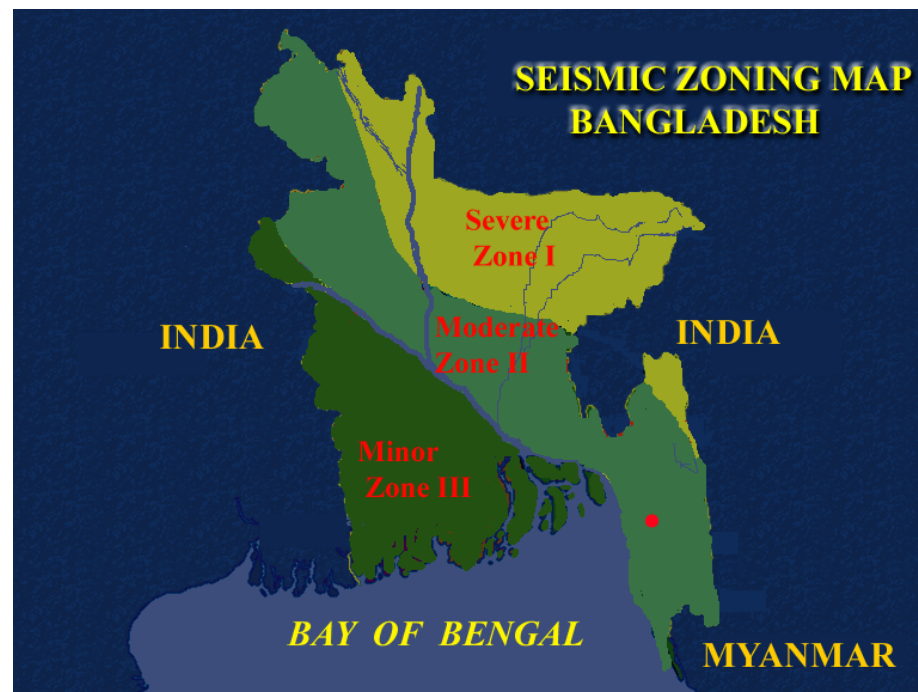 SEISMIC ZONING MAP
BANGLADESH
Severe
Zone I
INDIA
Moderate
Zone II
INDIA
Minor
Zone III
BAY OF BENGAL
MYANMAR